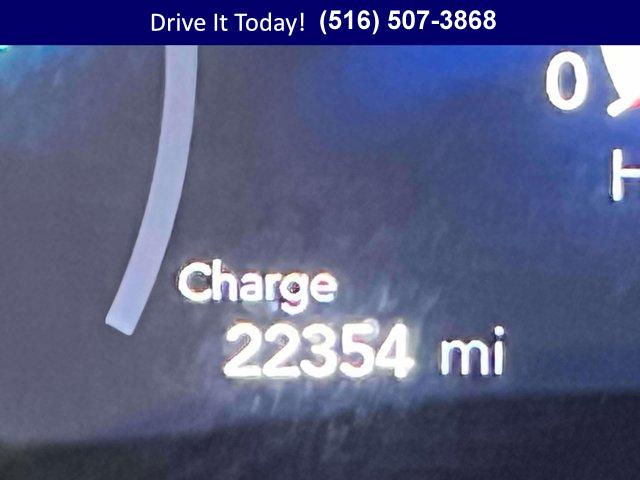 Drive It Today! (516) 507-3868
0
H
Charge
22354 mi